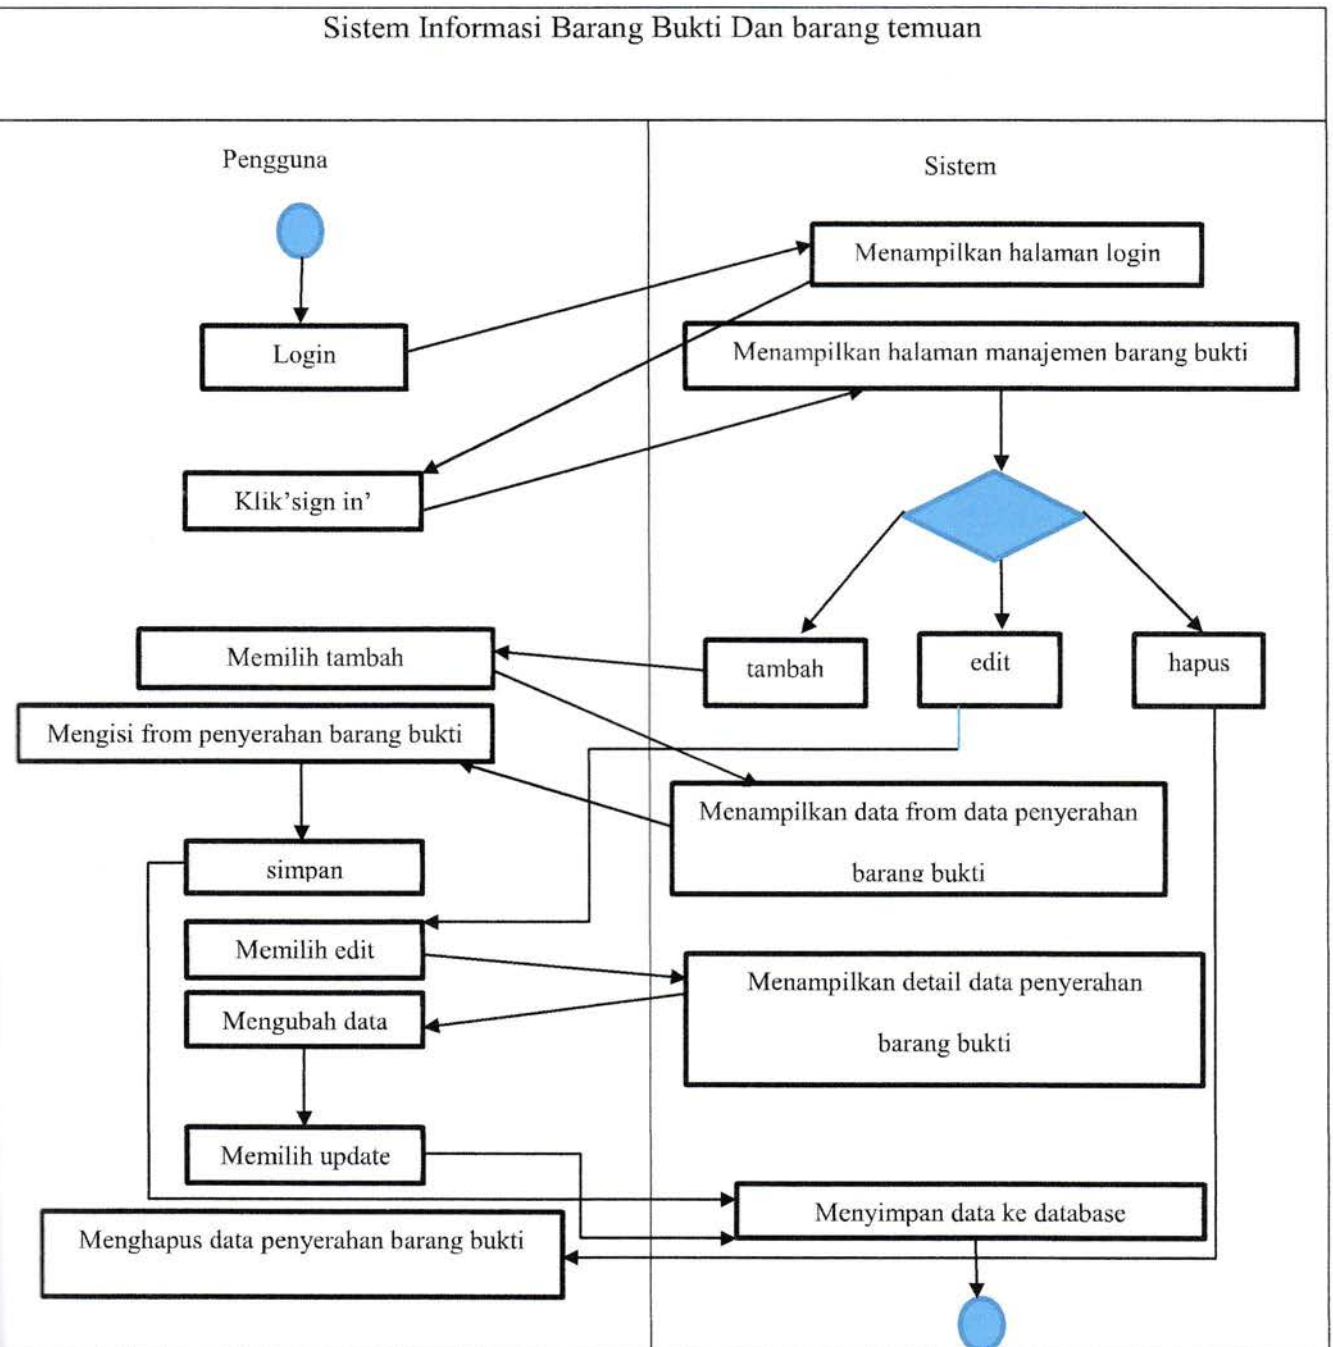 Sistem Informasi Barang Bukti Dan barang temuan
Pengguna
Sistem
Menampilkan halaman login
Login
Menampilkan halaman manajemen barang bukti
Klik'sign in'
Memilih tambah
tambah
edit
hapus
Mengisi from penyerahan barang bukti
Menampilkan data from data penyerahan
barang bukti
simpan
Memilih edit
Menampilkan detail data penyerahan
barang bukti
Mengubah data
Memilih update
Menyimpan data ke database
Menghapus data penyerahan barang bukti